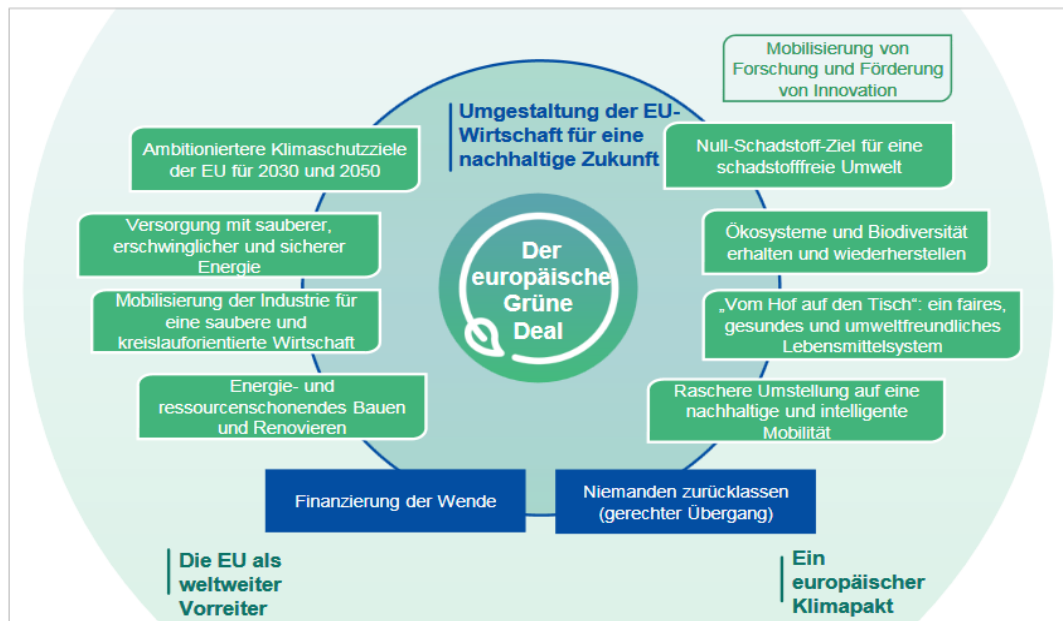 Mobilisierung von
Forschung und Förderung
von Innovation
Umgestaltung der EU-
Wirtschaft für eine
nachhaltige Zukunft
Ambitioniertere Klimaschutzziele
der EU für 2030 und 2050
Null-Schadstoff-Ziel für eine
schadstofffreie Umwelt
Versorgung mit sauberer,
erschwinglicher und sicherer
Energie
Ökosysteme und Biodiversität
erhalten und wiederherstellen
Der
europäische
Grüne
Deal
Mobilisierung der Industrie für
eine saubere und
kreislauforientierte Wirtschaft
„Vom Hof auf den Tisch“: ein faires,
gesundes und umweltfreundliches
Lebensmittelsystem
Energie- und
ressourcenschonendes Bauen
und Renovieren
Raschere Umstellung auf eine
nachhaltige und intelligente
Mobilität
Finanzierung der Wende
Niemanden zurücklassen
(gerechter Übergang)
Die EU als
weltweiter
Vorreiter
Ein
europäischer
Klimapakt